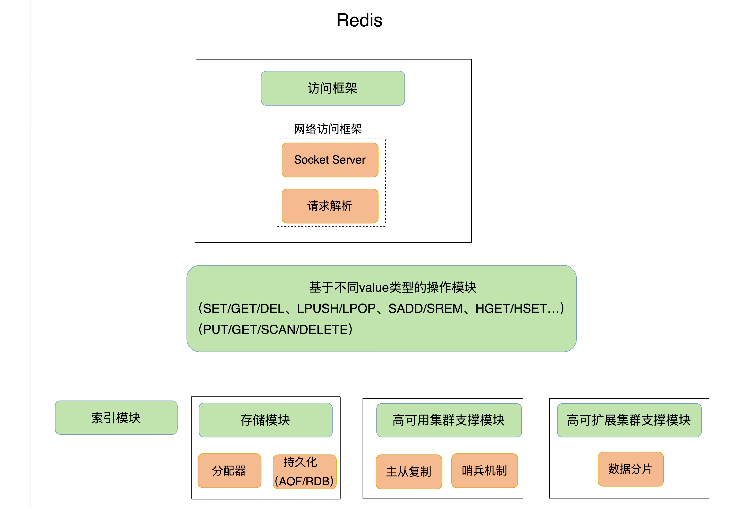 Redis
访问框架
网络访问框架
Socket Server
请求解析
基于不同value类型的操作模块
（SET/GET/DEL、LPUSH/LPOP、SADD/SREM、HGET/HSET…）
（PUT/GET/SCAN/DELETE）
索引模块
存储模块
分配器
持久化
（AOF/RDB）
高可用集群支撑模块
主从复制
哨兵机制
高可扩展集群支撑模块
数据分片